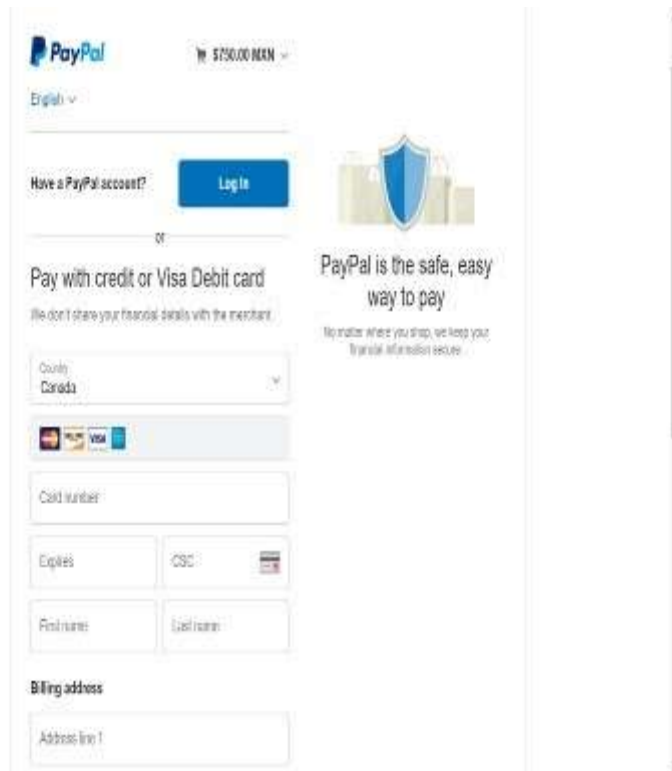 PayPal
$750.00 MXN
English
Have a PayPal account?
Log In
or
Pay with credit or Visa Debit card
We don't share your financial details with the merchant.
PayPal is the safe, easy
way to pay
No matter where you shop, we keep your
financial information secure.
Country
Canada
VISA
Card number
Expires
CSC
First name
Last name
Billing address
Address line 1